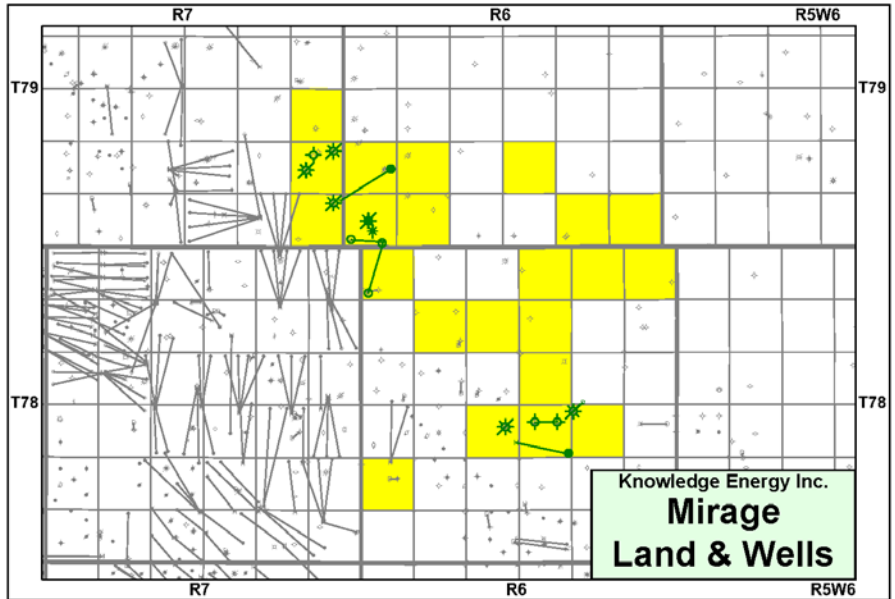 R7 R6 R5W6
T79 T79
T78 T78
Knowledge Energy Inc.
Mirage
Land & Wells
R7 R6 R5W6